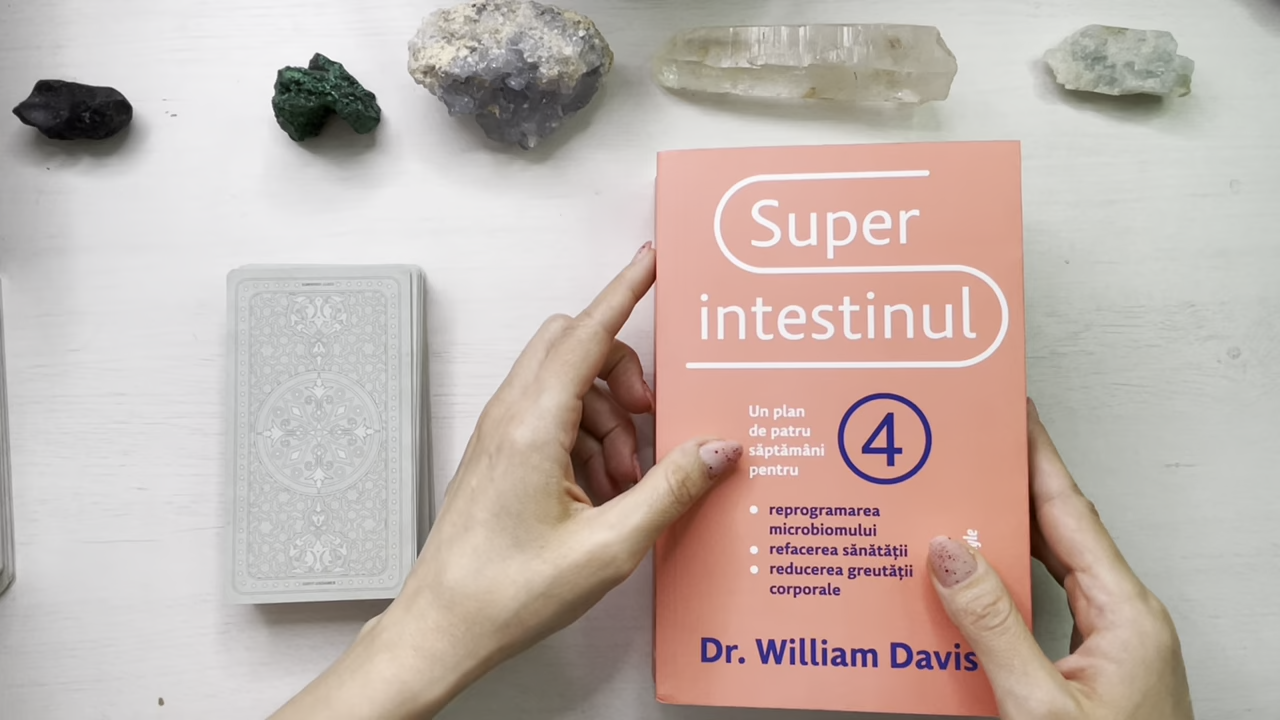 Super
intestinul
Un plan
de patru
săptămâni
pentru
4
reprogramarea
microbiomului
refacerea sănătății
reducerea greutății
corporale
Dr. William Davis